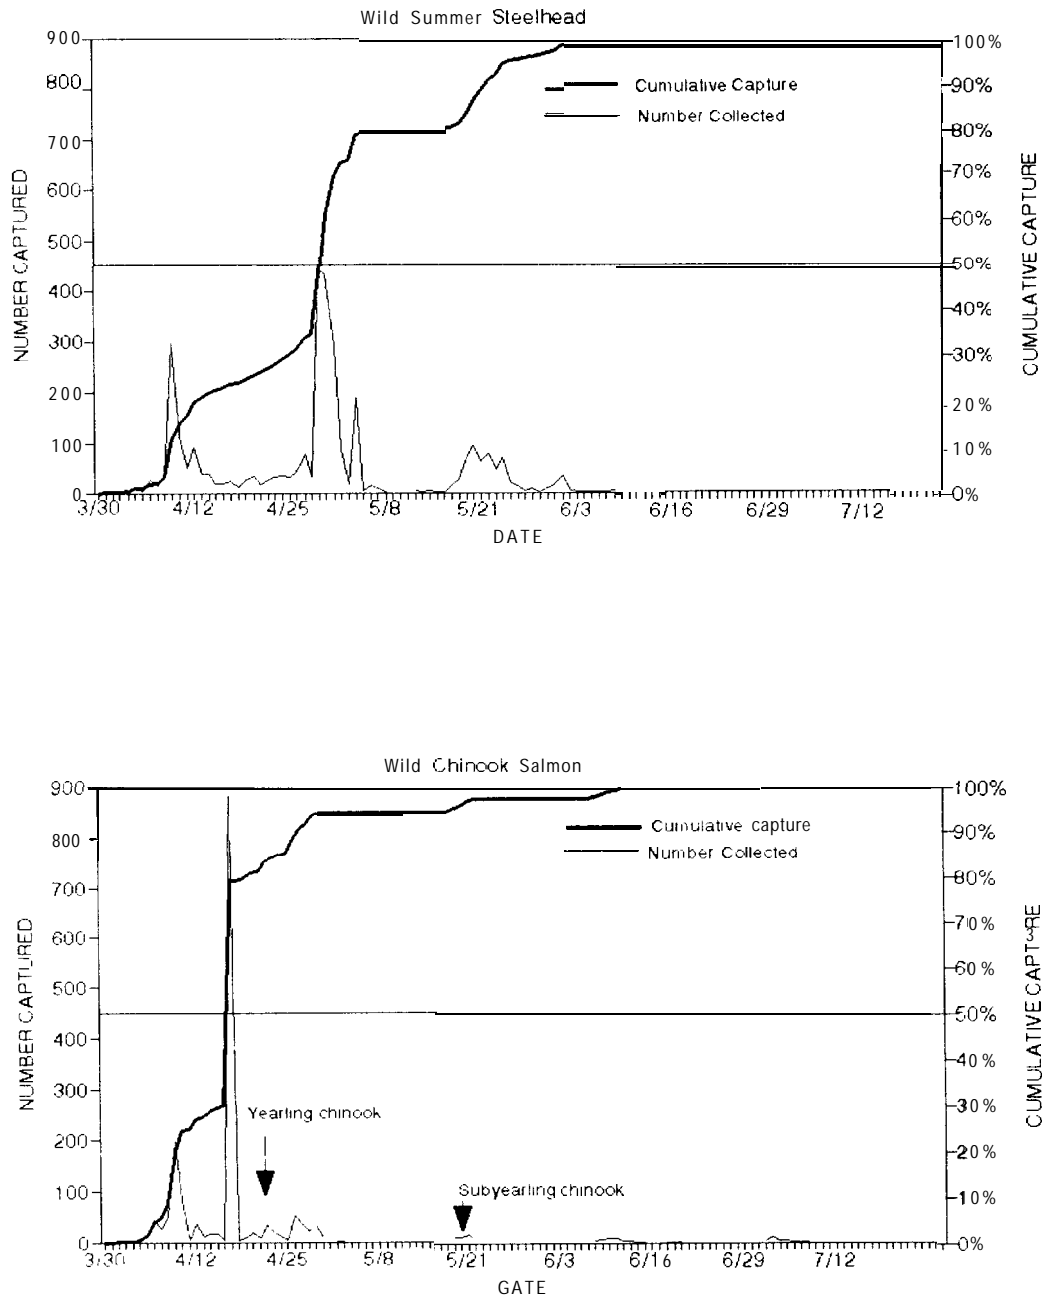 Wild Summer Steelhead
900
800
700
600
500
400
300
200
100
0
NUMBER CAPTURED
100%
90%
80%
70%
60%
50%
40%
30%
20%
10%
0%
CUMULATIVE CAPTURE
Cumulative Capture
Number Collected
3/30 4/12 4/25 5/8 5/21 6/3 6/16 6/29 7/12
DATE
Wild Chinook Salmon
900
800
700
600
500
400
300
200
100
0
NUMBER CAPTURED
100%
90%
80%
70%
60%
50%
40%
30%
20%
10%
0%
CUMULATIVE CAPTURE
Cumulative capture
Number Collected
Yearling chinook
Subyearling chinook
3/30 4/12 4/25 5/8 5/21 6/3 6/16 6/29 7/12
GATE